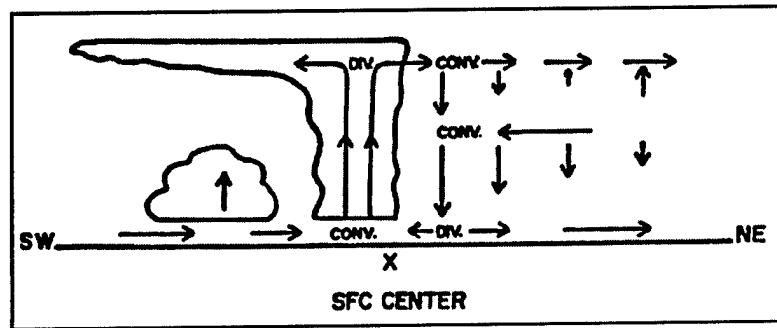 DIV. CONV.
CONV.
SW CONV. DIV. NE
X
SFC CENTER